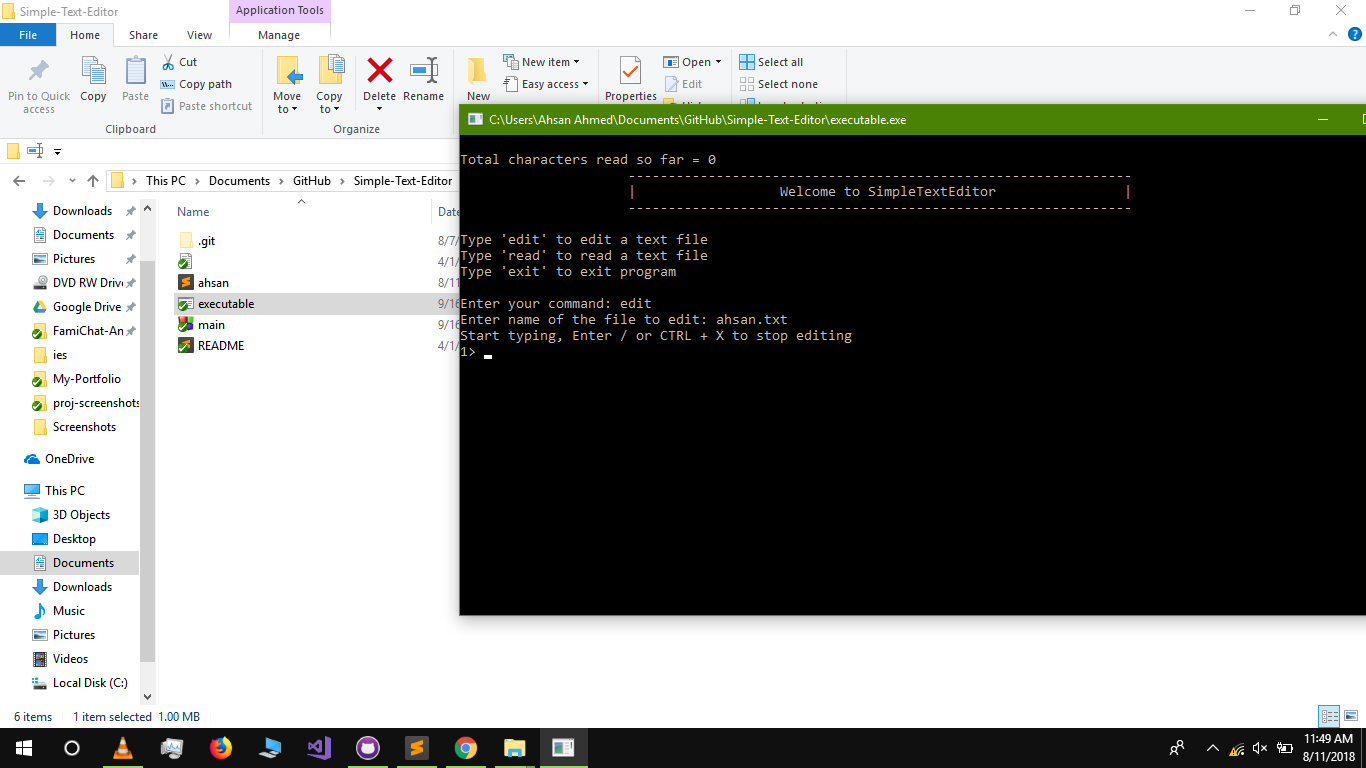 Simple-Text-Editor
Application Tools
File Home Share View Manage
Pin to Quick access
Copy
Paste
Cut
Copy path
Paste shortcut
Clipboard
Move to
Copy to
Delete
Rename
Organize
New
New item
Easy access
Properties
Open
Edit
Select all
Select none
This PC > Documents > GitHub > Simple-Text-Editor
Downloads
Documents
Pictures
DVD RW Drive
Google Drive
FamiChat-An
ies
My-Portfolio
proj-screenshots
Screenshots
OneDrive
This PC
3D Objects
Desktop
Documents
Downloads
Music
Pictures
Videos
Local Disk (C:)
Name Date
.git 8/7/
4/1/
ahsan 8/11
executable 9/16
main 9/16
README 4/1/
C:\Users\Ahsan Ahmed\Documents\GitHub\Simple-Text-Editor\executable.exe
Total characters read so far = 0
---------------------------------------------------------------
| Welcome to SimpleTextEditor |
---------------------------------------------------------------
Type 'edit' to edit a text file
Type 'read' to read a text file
Type 'exit' to exit program
Enter your command: edit
Enter name of the file to edit: ahsan.txt
Start typing, Enter / or CTRL + X to stop editing
1>
6 items 1 item selected 1.00 MB
11:49 AM
8/11/2018